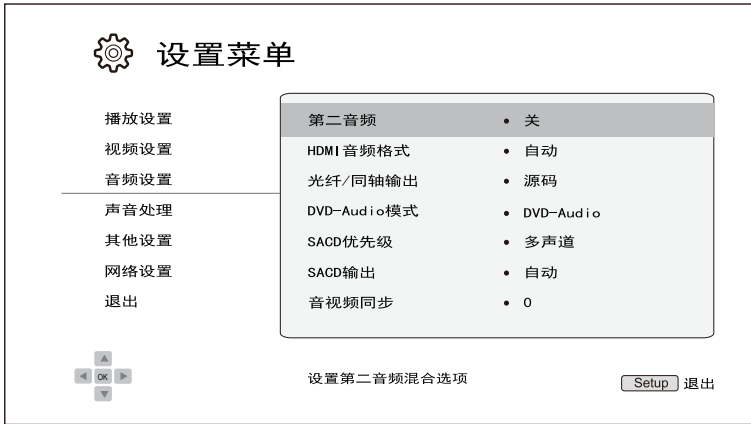 设置菜单
播放设置
视频设置
音频设置
声音处理
其他设置
网络设置
退出
第二音频 • 关
HDMI音频格式 • 自动
光纤/同轴输出 • 源码
DVD-Audio模式 • DVD-Audio
SACD优先级 • 多声道
SACD输出 • 自动
音视频同步 • 0
OK
设置第二音频混合选项
Setup 退出